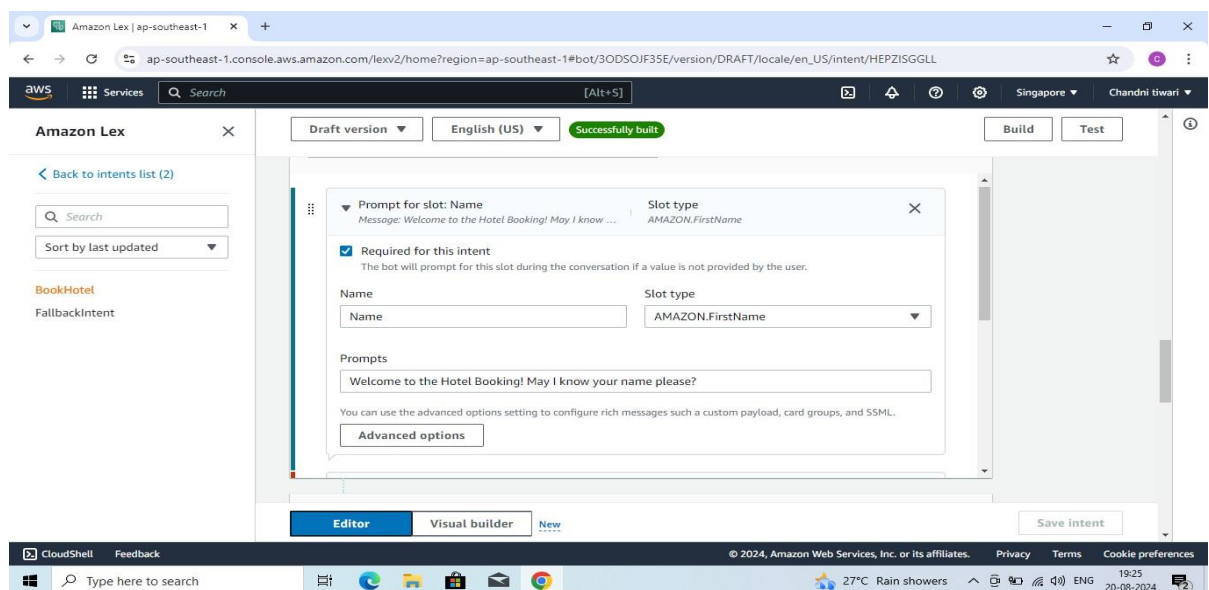 Amazon Lex | ap-southeast-1
ap-southeast-1.console.aws.amazon.com/lexv2/home?region=ap-southeast-1#bot/3ODSOJF35E/version/DRAFT/locale/en_US/intent/HEPZISGGLL
C
aws Services Search [Alt+S] Singapore Chandni tiwari
Amazon Lex
Draft version English (US) Successfully built Build Test
Back to intents list (2)
Search
Sort by last updated
BookHotel
FallbackIntent
Prompt for slot: Name Slot type
Message: Welcome to the Hotel Booking! May I know ... AMAZON.FirstName
Required for this intent
The bot will prompt for this slot during the conversation if a value is not provided by the user.
Name Slot type
Name AMAZON.FirstName
Prompts
Welcome to the Hotel Booking! May I know your name please?
You can use the advanced options setting to configure rich messages such a custom payload, card groups, and SSML.
Advanced options
Editor Visual builder New Save intent
CloudShell Feedback © 2024, Amazon Web Services, Inc. or its affiliates. Privacy Terms Cookie preferences
Type here to search 27°C Rain showers ENG 19:25
20-08-2024 2